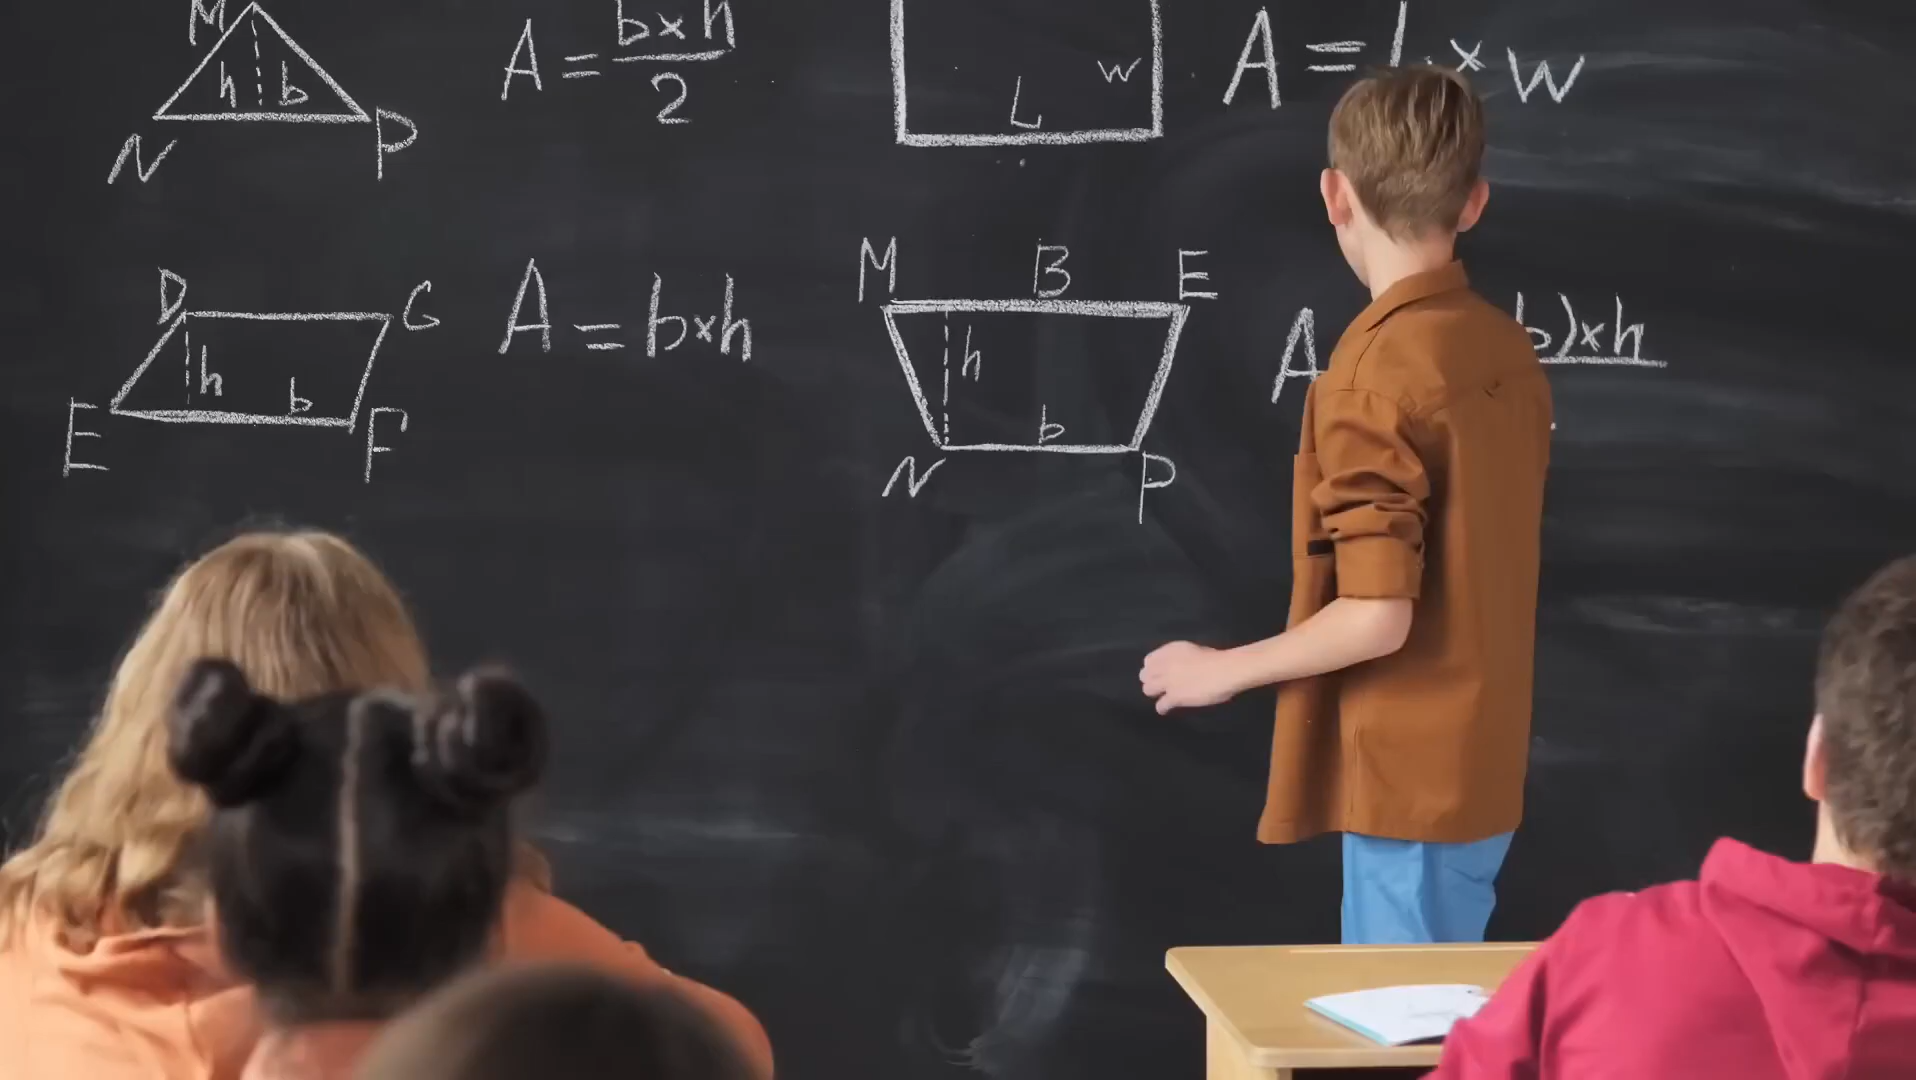 M
h b
N P
A = b×h
2
L w
A = L × w
D G
h
b
E F
A = b×h
M B E
h
b
N P
A b)×h